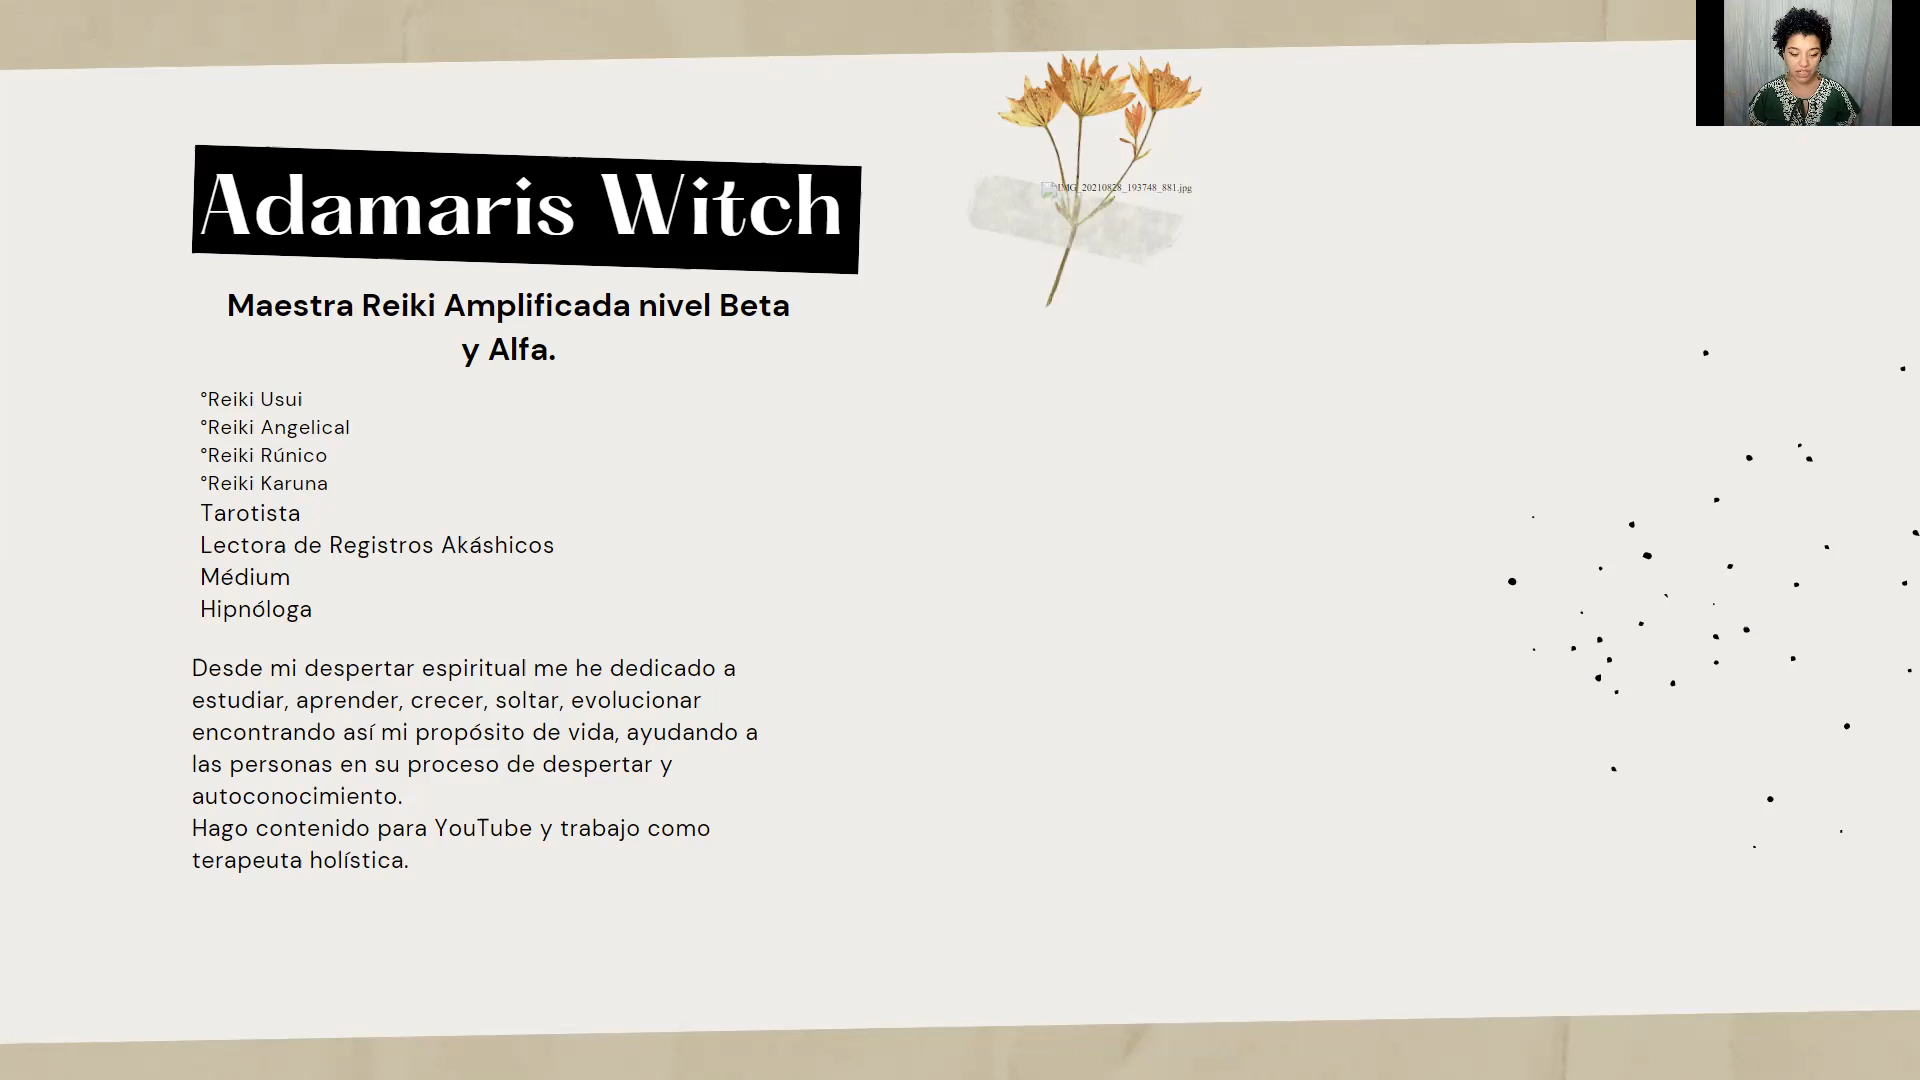 Adamaris Witch
IMG_20210828_193748_881.jpg
Maestra Reiki Amplificada nivel Beta
y Alfa.
°Reiki Usui
°Reiki Angelical
°Reiki Rúnico
°Reiki Karuna
Tarotista
Lectora de Registros Akáshicos
Médium
Hipnóloga
Desde mi despertar espiritual me he dedicado a
estudiar, aprender, crecer, soltar, evolucionar
encontrando así mi propósito de vida, ayudando a
las personas en su proceso de despertar y
autoconocimiento.
Hago contenido para YouTube y trabajo como
terapeuta holística.